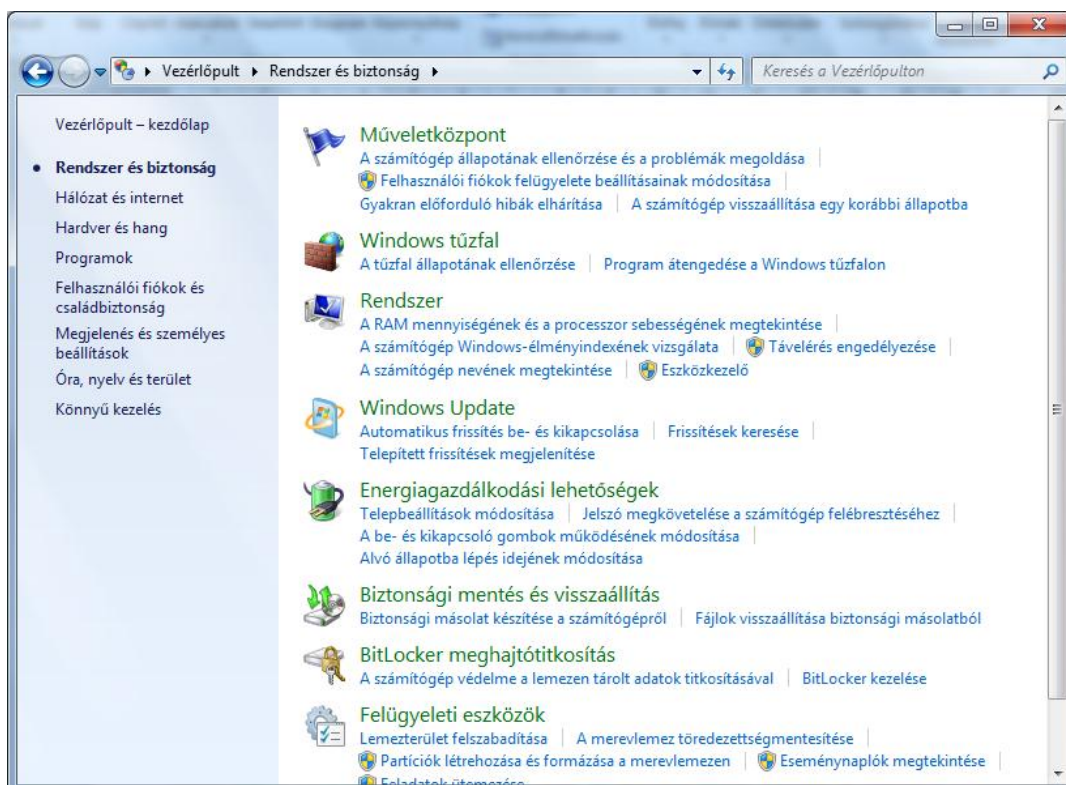 Vezérlőpult Rendszer és biztonság
Keresés a Vezérlőpulton
Vezérlőpult – kezdőlap
Rendszer és biztonság
Hálózat és internet
Hardver és hang
Programok
Felhasználói fiókok és
családbiztonság
Megjelenés és személyes
beállítások
Óra, nyelv és terület
Könnyű kezelés
Műveletközpont
A számítógép állapotának ellenőrzése és a problémák megoldása
Felhasználói fiókok felügyelete beállításainak módosítása
Gyakran előforduló hibák elhárítása A számítógép visszaállítása egy korábbi állapotba
Windows tűzfal
A tűzfal állapotának ellenőrzése Program átengedése a Windows tűzfalon
Rendszer
A RAM mennyiségének és a processzor sebességének megtekintése
A számítógép Windows-élményindexének vizsgálata Távelérés engedélyezése
A számítógép nevének megtekintése Eszközkezelő
Windows Update
Automatikus frissítés be- és kikapcsolása Frissítések keresése
Telepített frissítések megjelenítése
Energiagazdálkodási lehetőségek
Telepbeállítások módosítása Jelszó megkövetelése a számítógép felébresztéséhez
A be- és kikapcsoló gombok működésének módosítása
Alvó állapotba lépés idejének módosítása
Biztonsági mentés és visszaállítás
Biztonsági másolat készítése a számítógépről Fájlok visszaállítása biztonsági másolatból
BitLocker meghajtótitkosítás
A számítógép védelme a lemezen tárolt adatok titkosításával BitLocker kezelése
Felügyeleti eszközök
Lemezterület felszabadítása A merevlemez töredezettségmentesítése
Partíciók létrehozása és formázása a merevlemezen Eseménynaplók megtekintése
Feladatok ütemezése